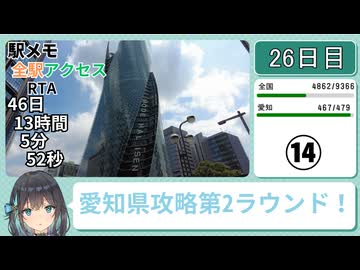 駅メモ
全駅アクセス
RTA
46日
13時間
5分
52秒
26日目
全国 4862/9366
愛知 467/479
⑭
愛知県攻略第2ラウンド！